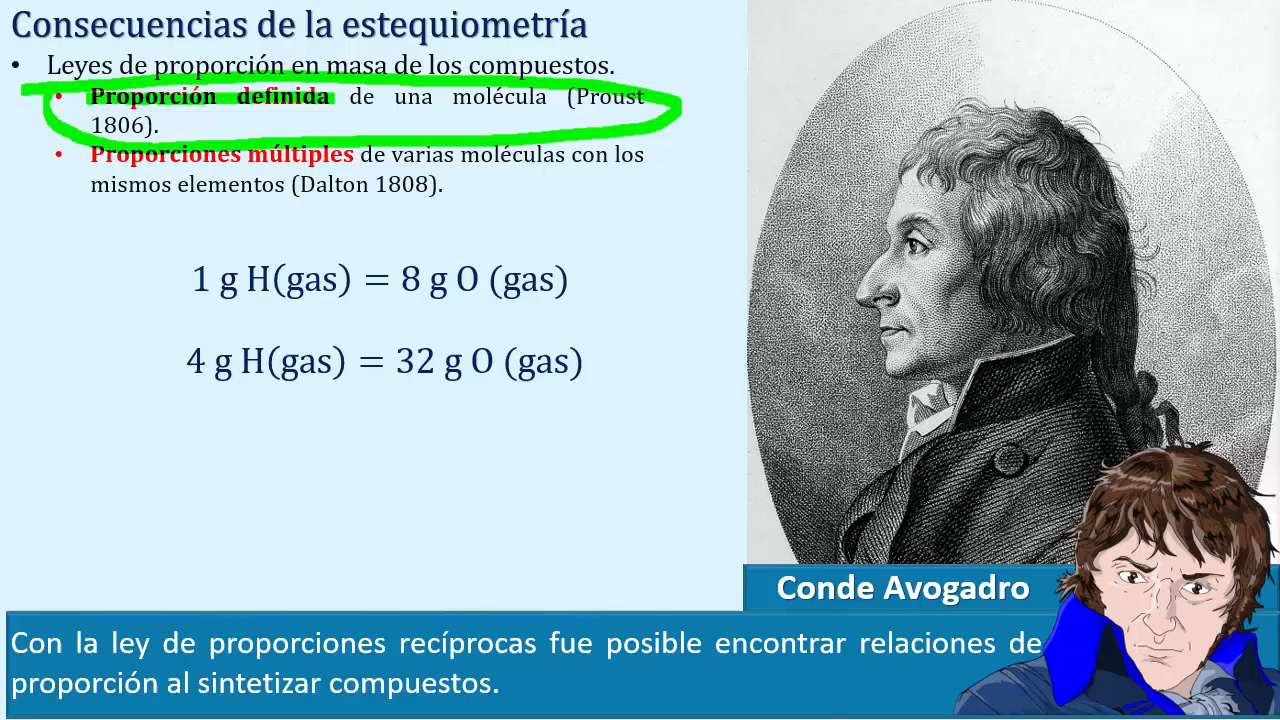 Consecuencias de la estequiometría
• Leyes de proporción en masa de los compuestos.
• Proporción definida de una molécula (Proust
1806).
• Proporciones múltiples de varias moléculas con los
mismos elementos (Dalton 1808).
1 g H(gas) = 8 g O (gas)
4 g H(gas) = 32 g O (gas)
Conde Avogadro
Con la ley de proporciones recíprocas fue posible encontrar relaciones de
proporción al sintetizar compuestos.